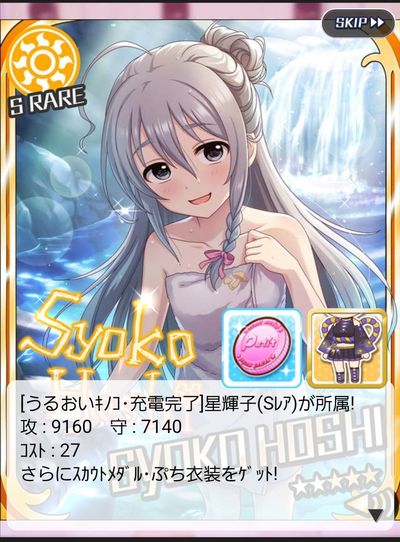 SKIP
S RARE
Syoko
Petit
[うるおいｷﾉｺ･充電完了]星輝子(Sﾚｱ)が所属!
攻 : 9160　守 : 7140
ｺｽﾄ : 27
さらにｽｶｳﾄﾒﾀﾞﾙ･ぷち衣装をｹﾞｯﾄ!
SYOKO HOSHI